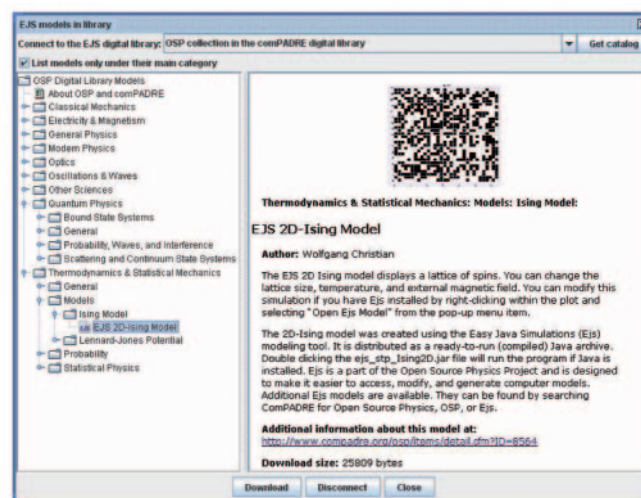 EJS models in library
Connect to the EJS digital library: OSP collection in the comPADRE digital library Get catalog
List models only under their main category
OSP Digital Library Models
About OSP and comPADRE
Classical Mechanics
Electricity & Magnetism
General Physics
Modern Physics
Optics
Oscillations & Waves
Other Sciences
Quantum Physics
Bound State Systems
General
Probability, Waves, and Interference
Scattering and Continuum State Systems
Thermodynamics & Statistical Mechanics
General
Models
Ising Model
EJS 2D-Ising Model
Lennard-Jones Potential
Probability
Statistical Physics
Thermodynamics & Statistical Mechanics: Models: Ising Model:
EJS 2D-Ising Model
Author: Wolfgang Christian
The EJS 2D Ising model displays a lattice of spins. You can change the
lattice size, temperature, and external magnetic field. You can modify this
simulation if you have Ejs installed by right-clicking within the plot and
selecting "Open Ejs Model" from the pop-up menu item.
The 2D-Ising model was created using the Easy Java Simulations (Ejs)
modeling tool. It is distributed as a ready-to-run (compiled) Java archive.
Double clicking the ejs_stp_Ising2D.jar file will run the program if Java is
installed. Ejs is a part of the Open Source Physics Project and is designed
to make it easier to access, modify, and generate computer models.
Additional Ejs models are available. They can be found by searching
ComPADRE for Open Source Physics, OSP, or Ejs.
Additional information about this model at:
http://www.compadre.org/osp/items/detail.cfm?ID=8564
Download size: 25809 bytes
Download Disconnect Close